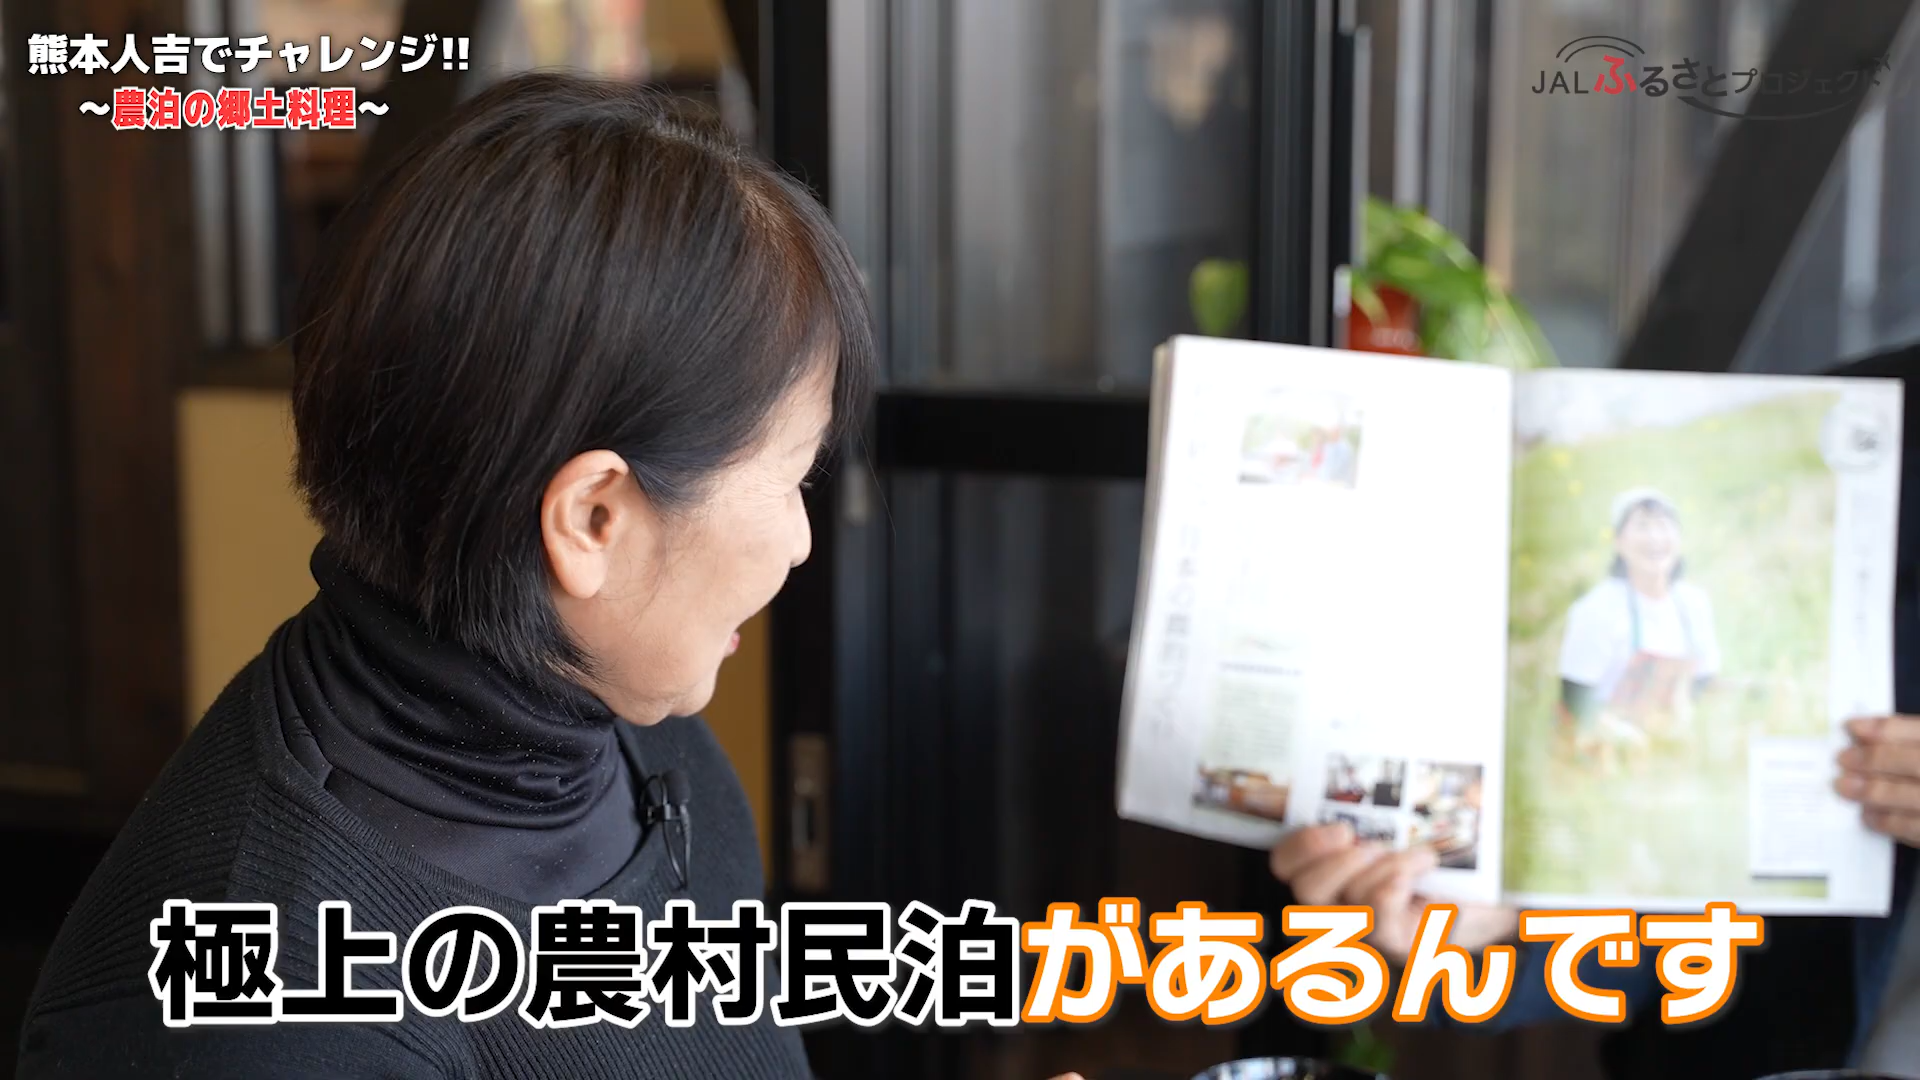 熊本人吉でチャレンジ!!
～農泊の郷土料理～
JALふるさとプロジェクト
極上の農村民泊があるんです